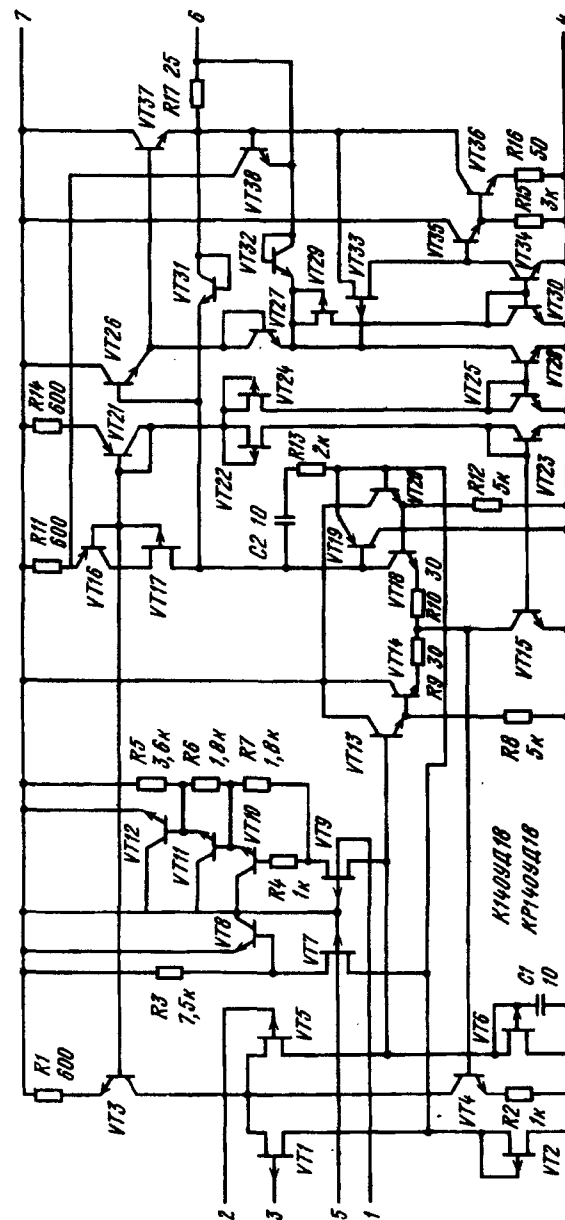 7
6
4
2
3
5
1
R1
600
VT3
VT1
VT5
VT4
R2
1к
VT2
VT6
C1
10
R3
7,5к
VT7
VT8
VT9
R4
1к
VT10
VT11
VT12
R5
3,6к
R6
1,8к
R7
1,8к
К140УД18
КР140УД18
VT13
R8
5к
VT14
R9 30
R10 30
VT15
R11
600
VT16
VT17
VT18
VT19
VT20
C2 10
R13
2к
R12
5к
R14
600
VT21
VT22
VT24
VT23
VT25
VT26
VT27
VT28
VT29
VT30
VT31
VT32
VT33
VT34
VT35
VT36
R15
3к
R16
50
VT37
VT38
R17 25